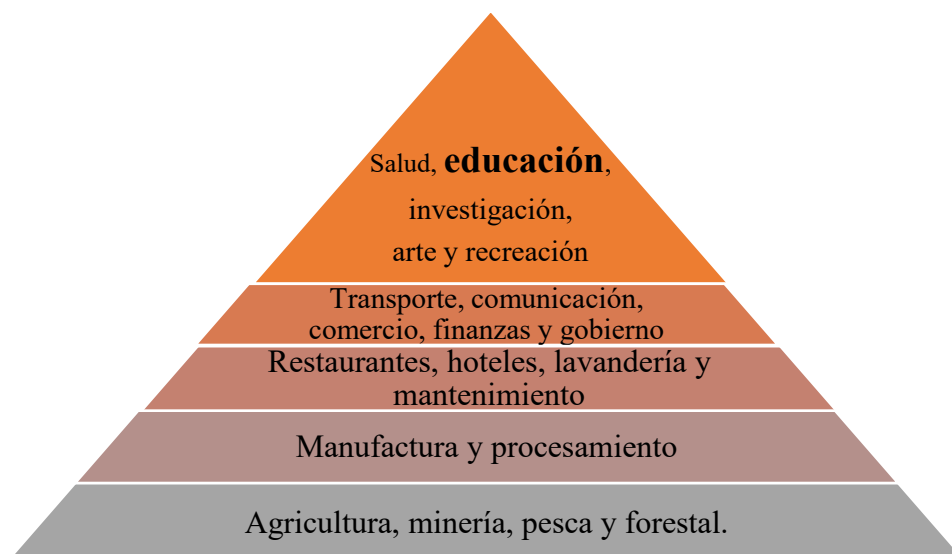 Salud, educación,
investigación,
arte y recreación
Transporte, comunicación,
comercio, finanzas y gobierno
Restaurantes, hoteles, lavandería y
mantenimiento
Manufactura y procesamiento
Agricultura, minería, pesca y forestal.